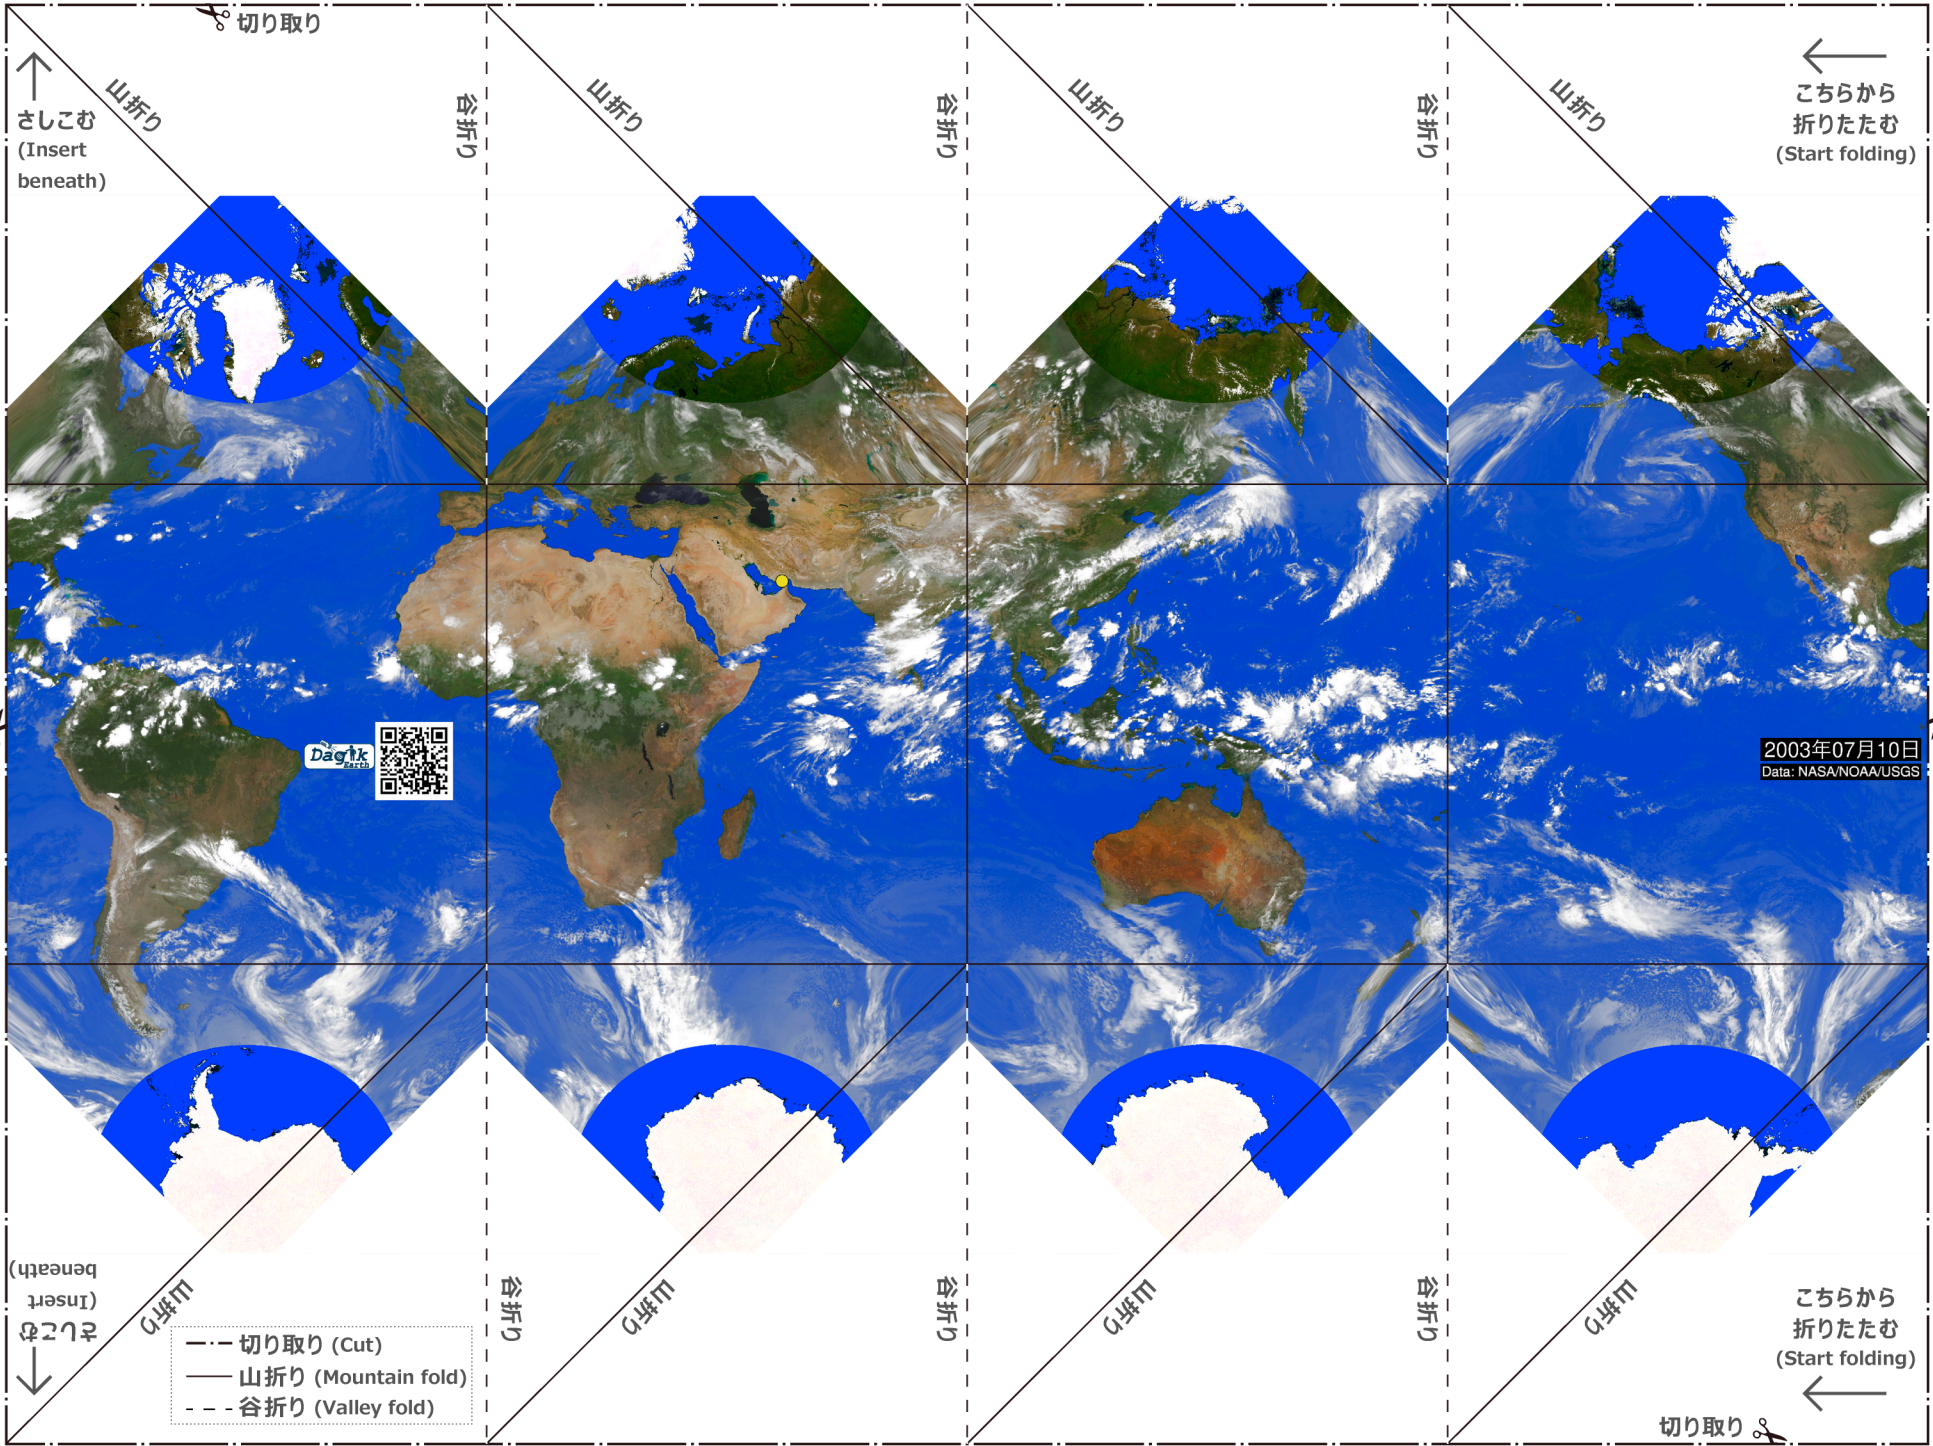 切り取り
さしこむ
(Insert
beneath)
山折り
谷折り
山折り
谷折り
山折り
谷折り
山折り
こちらから
折りたたむ
(Start folding)
Dagik
Earth
2003年07月10日
Data: NASA/NOAA/USGS
さしこむ
(Insert
beneath)
山折り
谷折り
山折り
谷折り
山折り
谷折り
山折り
こちらから
折りたたむ
(Start folding)
切り取り (Cut)
山折り (Mountain fold)
谷折り (Valley fold)
切り取り